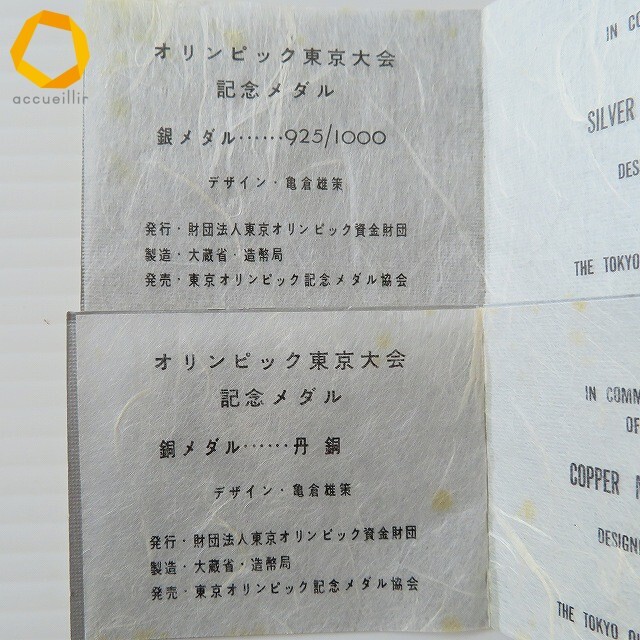 accueillir
オリンピック東京大会
記念メダル
銀メダル……925/1000
デザイン・亀倉雄策
発行・財団法人東京オリンピック資金財団
製造・大蔵省・造幣局
発売・東京オリンピック記念メダル協会
IN CO
SILVER
DES
THE TOKYO
オリンピック東京大会
記念メダル
銅メダル……丹銅
デザイン・亀倉雄策
発行・財団法人東京オリンピック資金財団
製造・大蔵省・造幣局
発売・東京オリンピック記念メダル協会
IN COMM
OF
COPPER
DESIGN
THE TOKYO